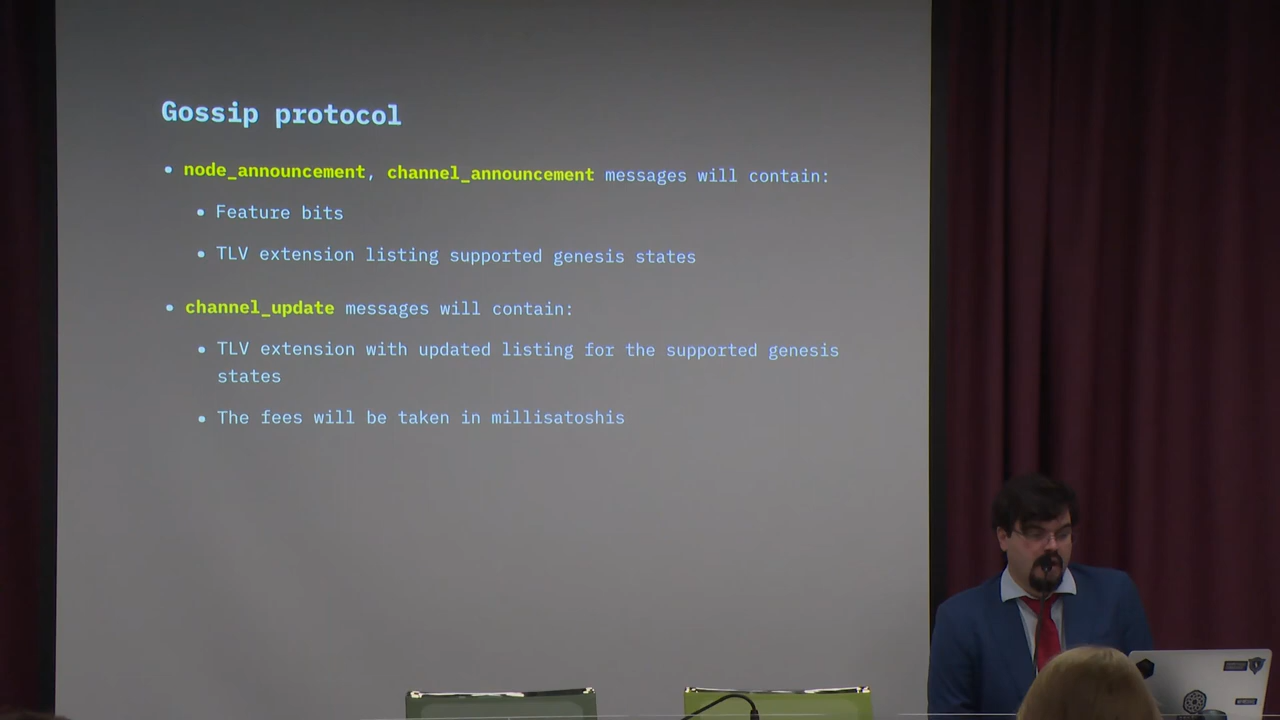 Gossip protocol
• node_announcement, channel_announcement messages will contain:
• Feature bits
• TLV extension listing supported genesis states
• channel_update messages will contain:
• TLV extension with updated listing for the supported genesis
states
• The fees will be taken in millisatoshis